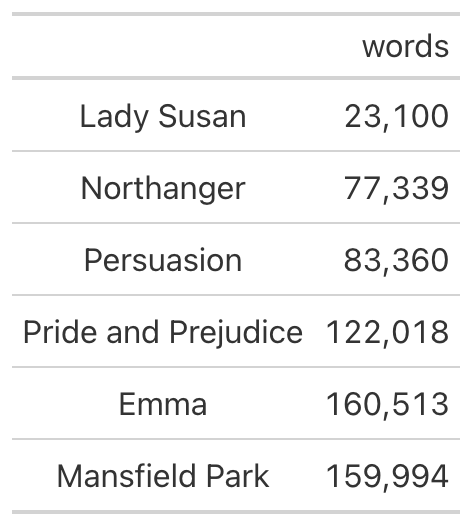 words
Lady Susan 23,100
Northanger 77,339
Persuasion 83,360
Pride and Prejudice 122,018
Emma 160,513
Mansfield Park 159,994